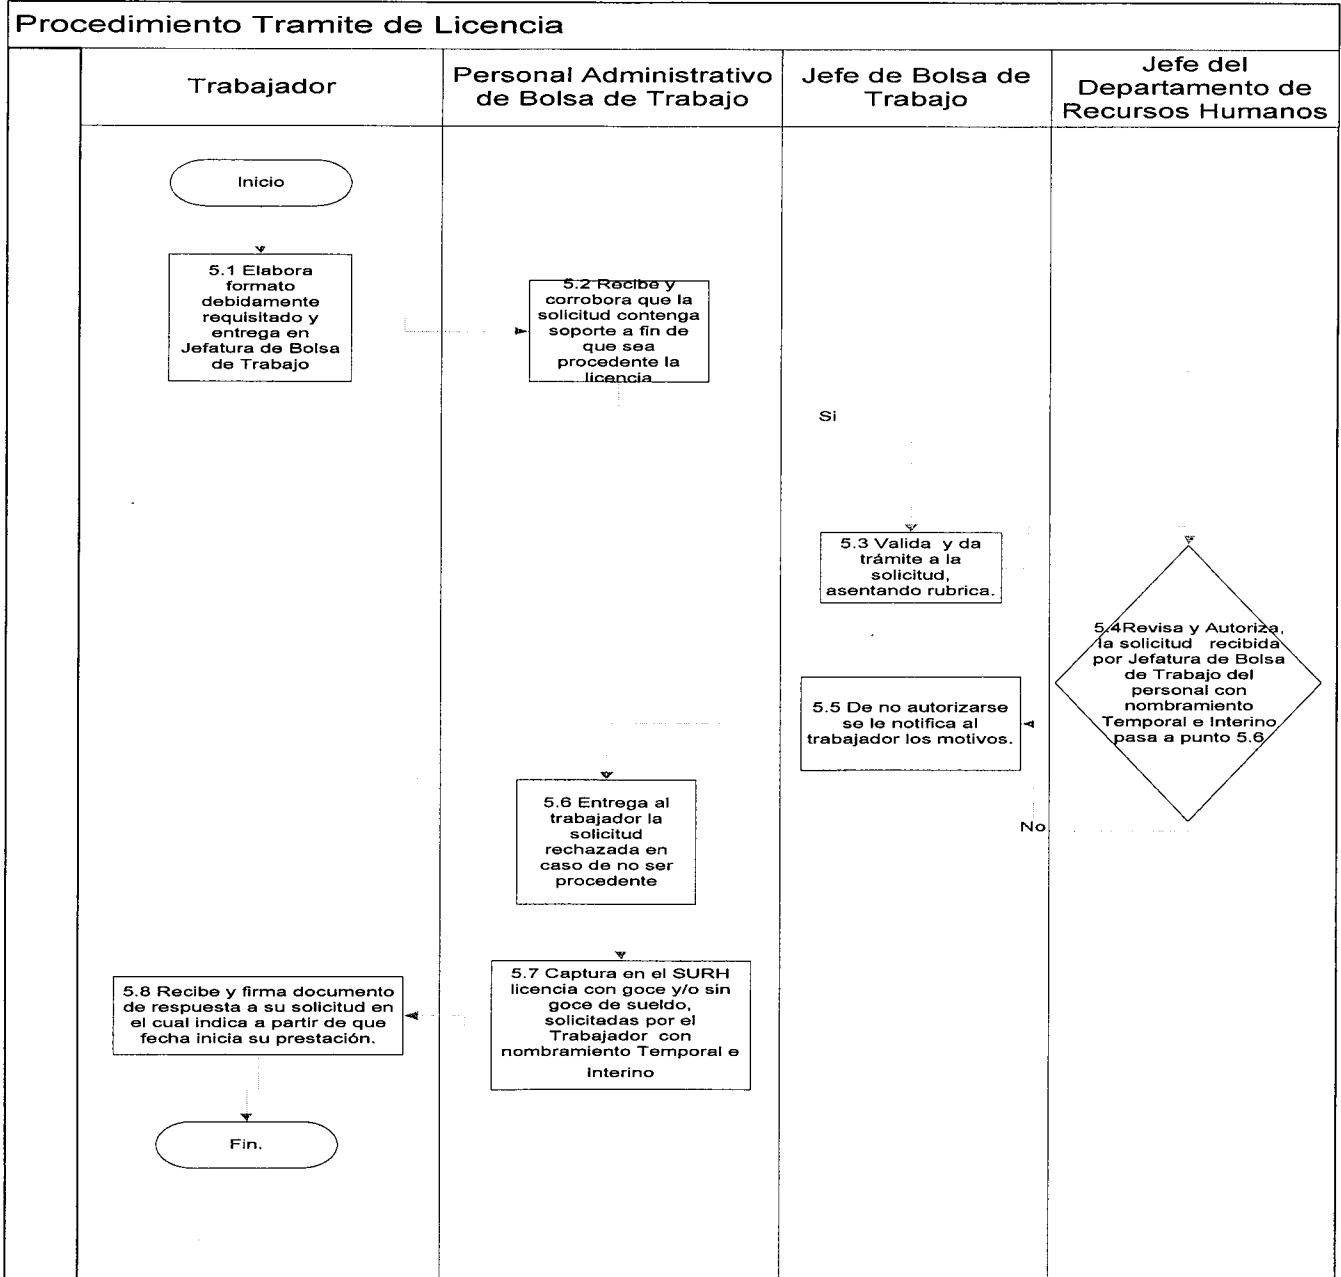 Procedimiento Tramite de Licencia
Trabajador
Personal Administrativo
de Bolsa de Trabajo
Jefe de Bolsa de
Trabajo
Jefe del
Departamento de
Recursos Humanos
Inicio
5.1 Elabora
formato
debidamente
requisitado y
entrega en
Jefatura de Bolsa
de Trabajo
5.2 Recibe y
corrobora que la
solicitud contenga
soporte a fin de
que sea
procedente la
licencia
Si
5.3 Valida y da
trámite a la
solicitud,
asentando rubrica.
5.4Revisa y Autoriza,
la solicitud recibida
por Jefatura de Bolsa
de Trabajo del
personal con
nombramiento
Temporal e Interino
pasa a punto 5.6
5.5 De no autorizarse
se le notifica al
trabajador los motivos.
No
5.6 Entrega al
trabajador la
solicitud
rechazada en
caso de no ser
procedente
5.7 Captura en el SURH
licencia con goce y/o sin
goce de sueldo,
solicitadas por el
Trabajador con
nombramiento Temporal e
Interino
5.8 Recibe y firma documento
de respuesta a su solicitud en
el cual indica a partir de que
fecha inicia su prestación.
Fin.